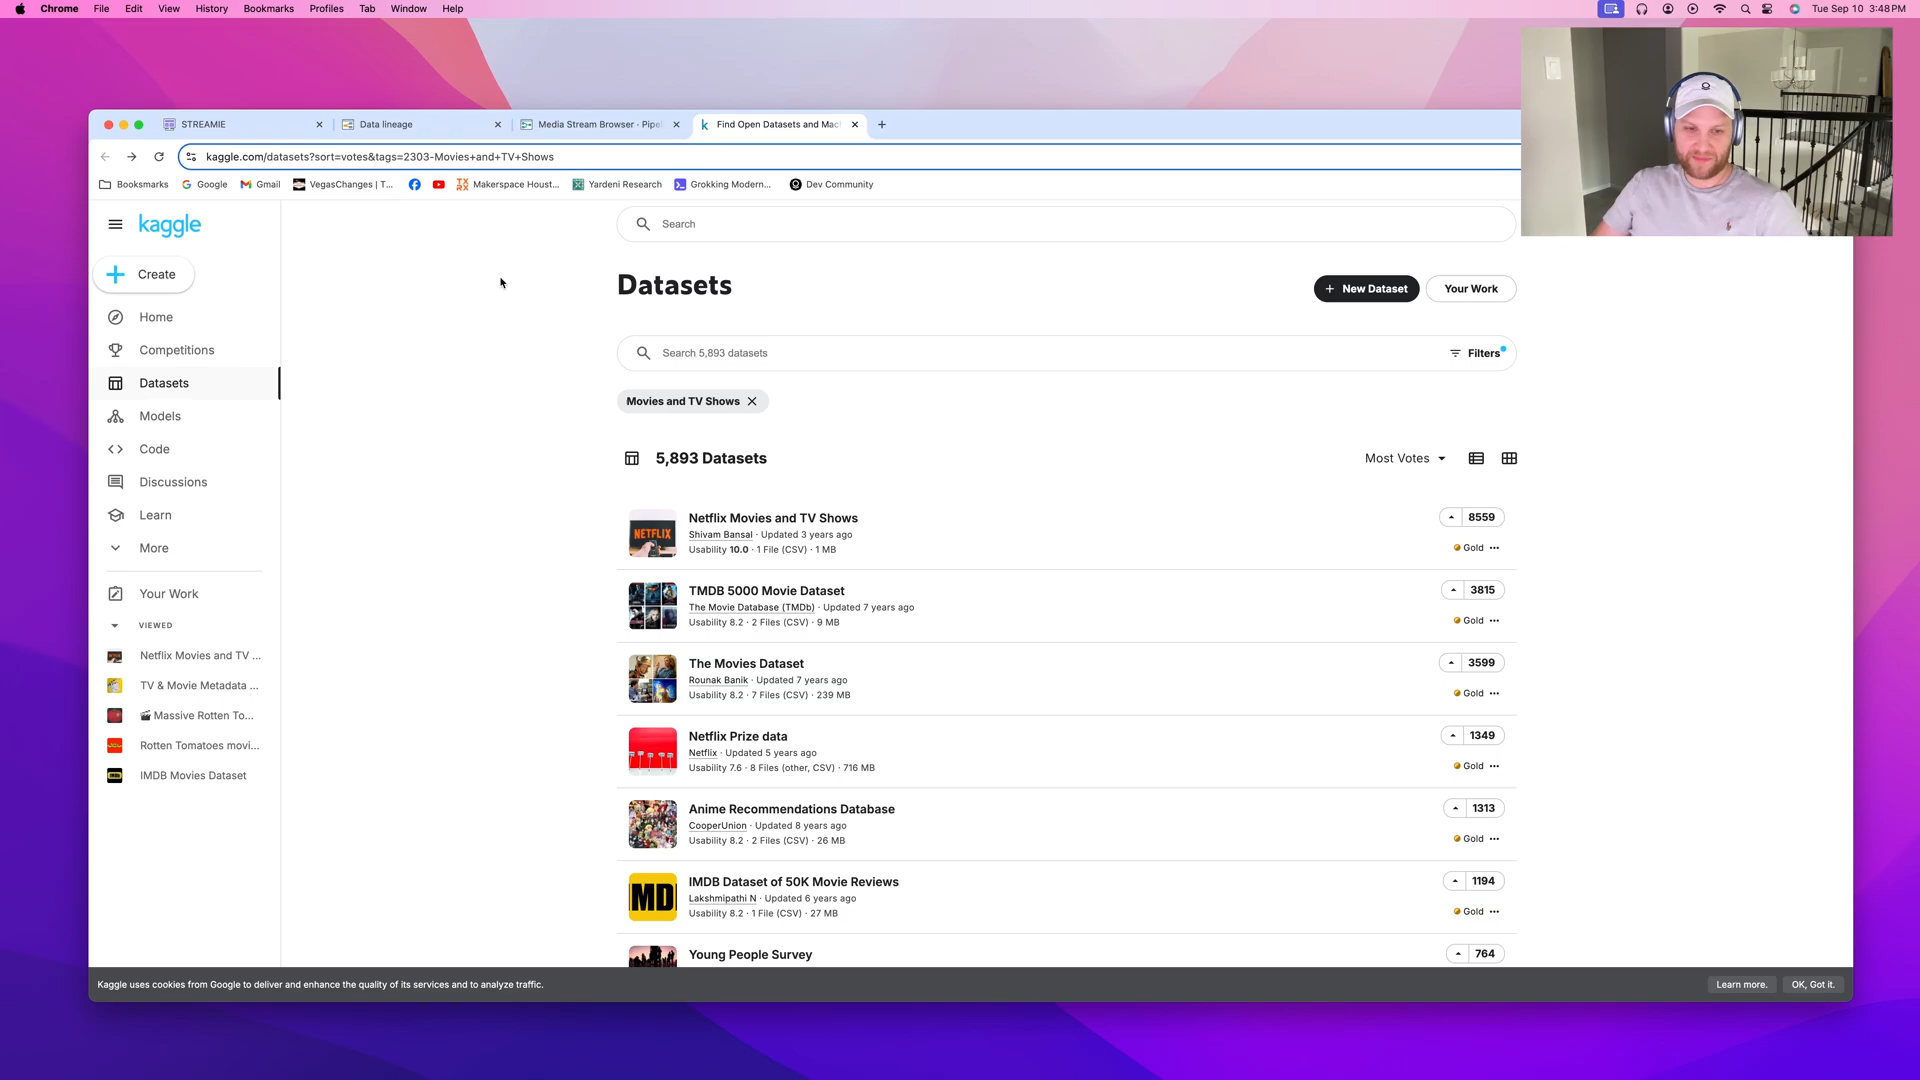 Chrome File Edit View History Bookmarks Profiles Tab Window Help
Tue Sep 10 3:48 PM
STREAMIE
Data lineage
Media Stream Browser · Pipel
Find Open Datasets and Mac
kaggle.com/datasets?sort=votes&tags=2303-Movies+and+TV+Shows
Bookmarks
Google
Gmail
VegasChanges | T...
Makerspace Houst...
Yardeni Research
Grokking Modern...
Dev Community
kaggle
Create
Home
Competitions
Datasets
Models
Code
Discussions
Learn
More
Your Work
VIEWED
Netflix Movies and TV ...
TV & Movie Metadata ...
Massive Rotten To...
Rotten Tomatoes movi...
IMDB Movies Dataset
Search
Datasets
New Dataset
Your Work
Search 5,893 datasets
Filters
Movies and TV Shows
5,893 Datasets
Most Votes
NETFLIX
Netflix Movies and TV Shows
Shivam Bansal · Updated 3 years ago
Usability 10.0 · 1 File (CSV) · 1 MB
8559
Gold
TMDB 5000 Movie Dataset
The Movie Database (TMDb) · Updated 7 years ago
Usability 8.2 · 2 Files (CSV) · 9 MB
3815
Gold
The Movies Dataset
Rounak Banik · Updated 7 years ago
Usability 8.2 · 7 Files (CSV) · 239 MB
3599
Gold
Netflix Prize data
Netflix · Updated 5 years ago
Usability 7.6 · 8 Files (other, CSV) · 716 MB
1349
Gold
Anime Recommendations Database
CooperUnion · Updated 8 years ago
Usability 8.2 · 2 Files (CSV) · 26 MB
1313
Gold
MD
IMDB Dataset of 50K Movie Reviews
Lakshmipathi N · Updated 6 years ago
Usability 8.2 · 1 File (CSV) · 27 MB
1194
Gold
Young People Survey
764
Kaggle uses cookies from Google to deliver and enhance the quality of its services and to analyze traffic.
Learn more.
OK, Got it.